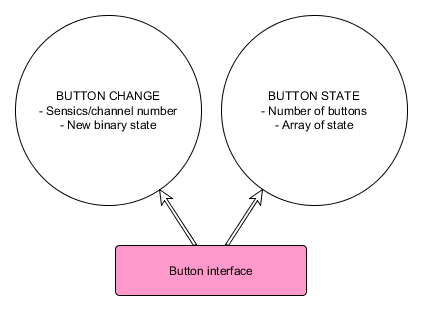 BUTTON CHANGE
- Sensics/channel number
- New binary state
BUTTON STATE
- Number of buttons
- Array of state
Button interface